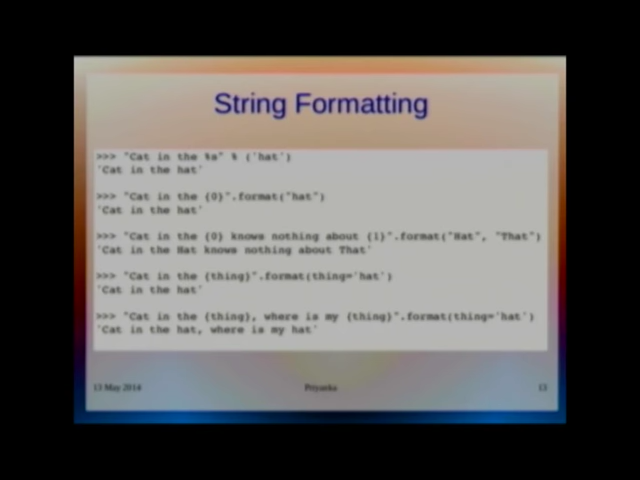 String Formatting
>>> "Cat in the %s" % ('hat')
'Cat in the hat'
>>> "Cat in the {0}".format("hat")
'Cat in the hat'
>>> "Cat in the {0} knows nothing about {1}".format("Hat", "That")
'Cat in the Hat knows nothing about That'
>>> "Cat in the {thing}".format(thing='hat')
'Cat in the hat'
>>> "Cat in the {thing}, where is my {thing}".format(thing='hat')
'Cat in the hat, where is my hat'
13 May 2014
Priyanka
13